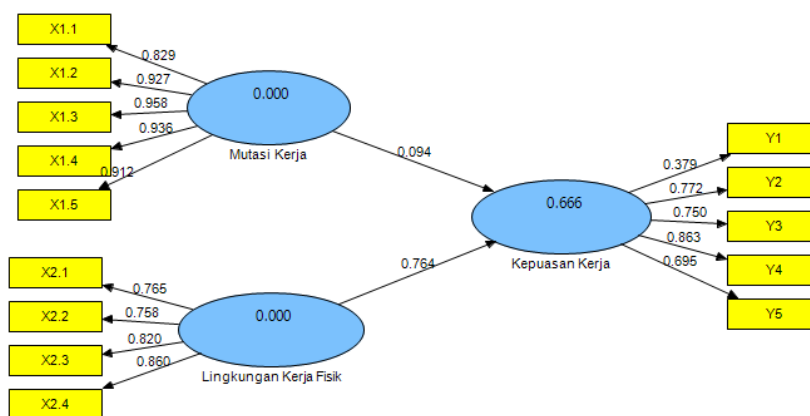 X1.1
0.829
X1.2
0.927
X1.3
0.958
X1.4
0.936
X1.5
0.912
0.000
Mutasi Kerja
0.094
X2.1
0.765
X2.2
0.758
X2.3
0.820
X2.4
0.860
0.000
Lingkungan Kerja Fisik
0.764
0.666
Kepuasan Kerja
Y1
0.379
Y2
0.772
Y3
0.750
Y4
0.863
Y5
0.695